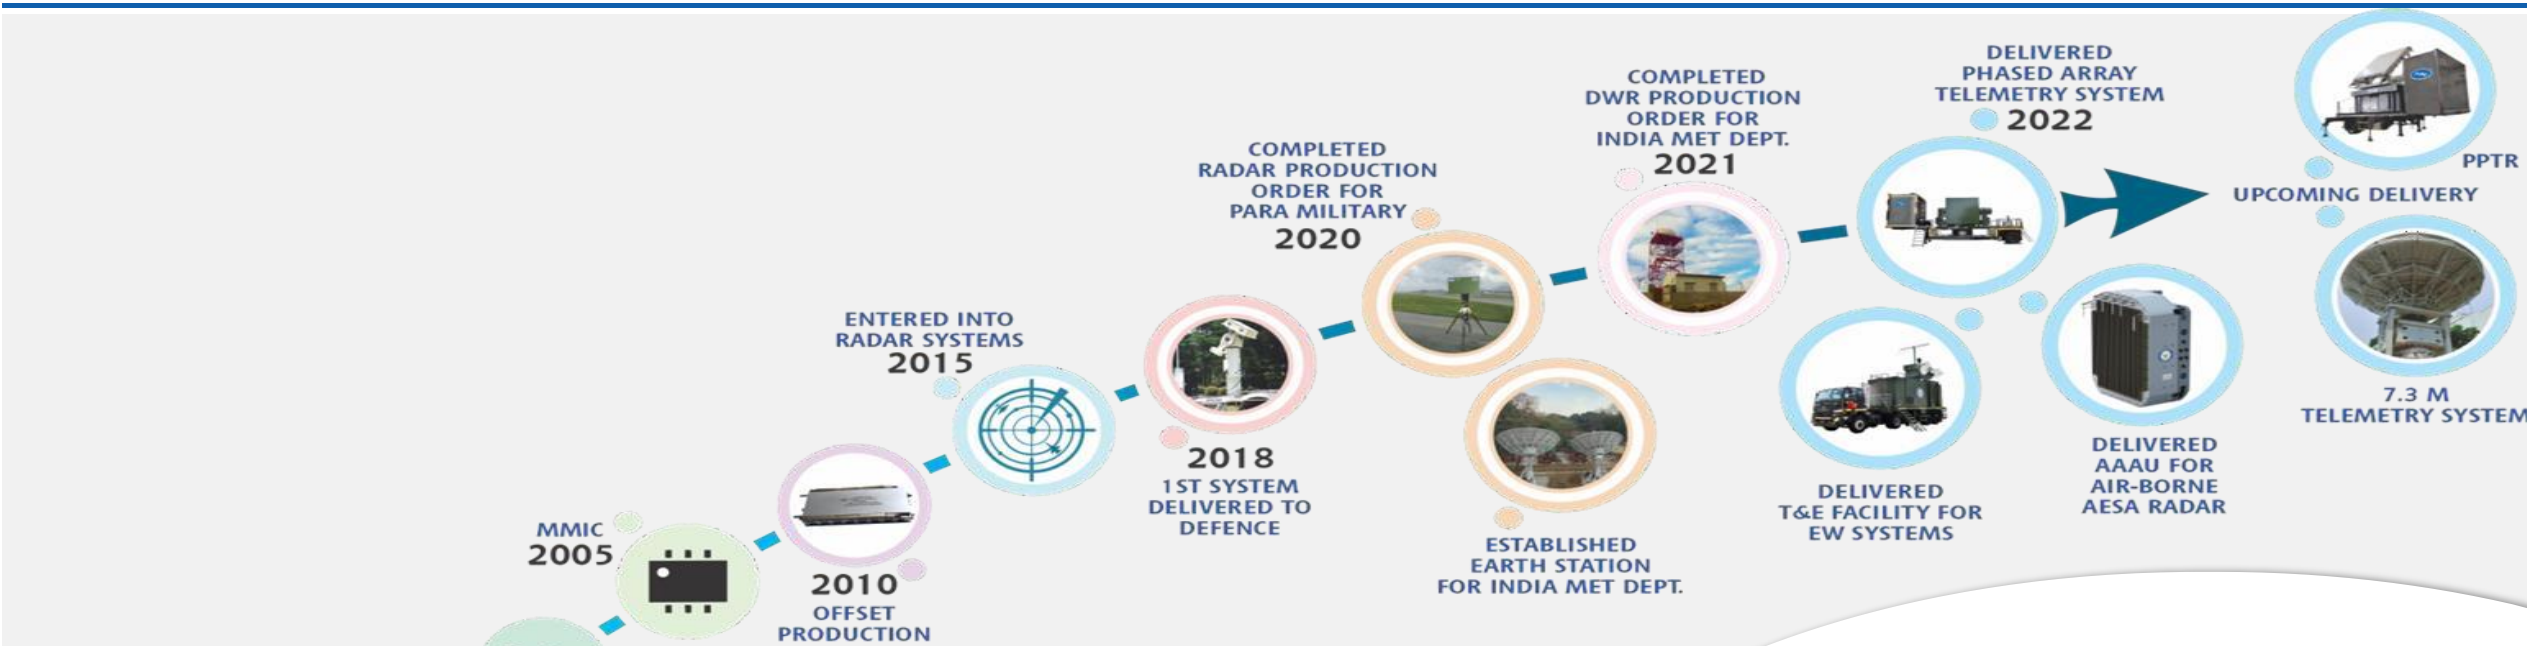 MMIC
2005
2010
OFFSET
PRODUCTION
ENTERED INTO
RADAR SYSTEMS
2015
2018
1ST SYSTEM
DELIVERED TO
DEFENCE
COMPLETED
RADAR PRODUCTION
ORDER FOR
PARA MILITARY
2020
ESTABLISHED
EARTH STATION
FOR INDIA MET DEPT.
COMPLETED
DWR PRODUCTION
ORDER FOR
INDIA MET DEPT.
2021
DELIVERED
PHASED ARRAY
TELEMETRY SYSTEM
2022
DELIVERED
T&E FACILITY FOR
EW SYSTEMS
DELIVERED
AAAU FOR
AIR-BORNE
AESA RADAR
PPTR
UPCOMING DELIVERY
7.3 M
TELEMETRY SYSTEM